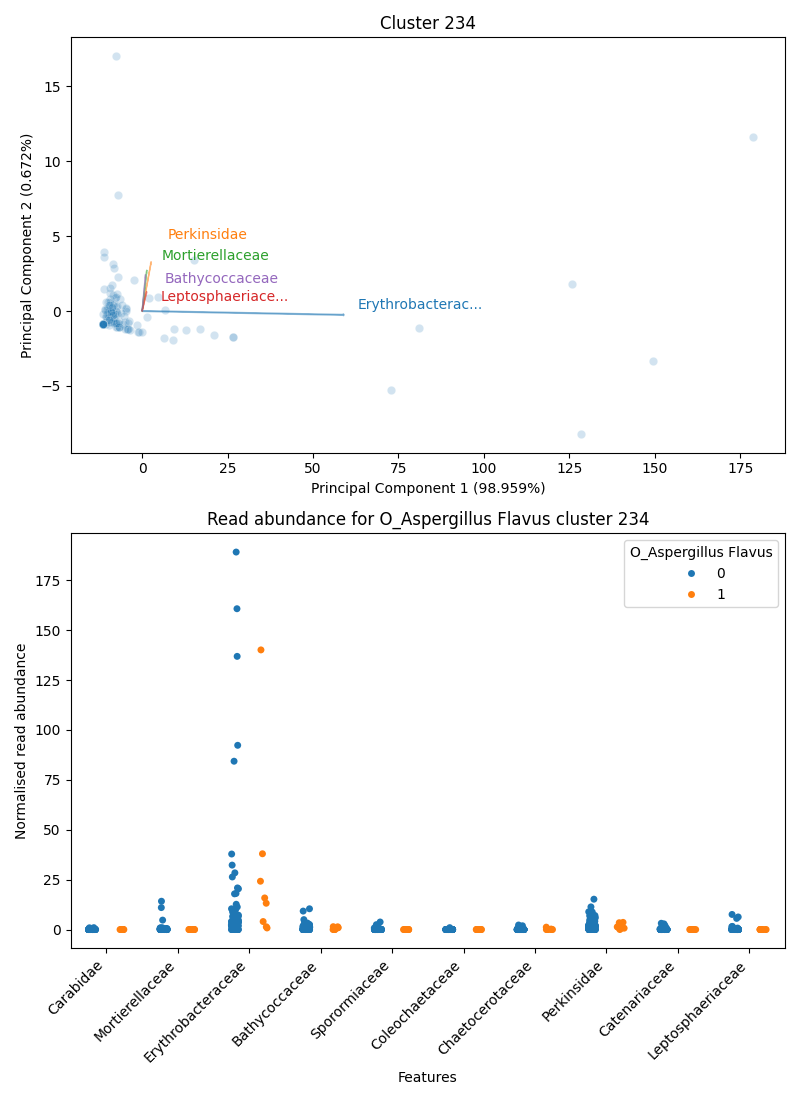 Cluster 234
Principal Component 2 (0.672%)
15
10
5
0
−5
Perkinsidae
Mortierellaceae
Bathycoccaceae
Leptosphaeriace...
Erythrobacterac...
0 25 50 75 100 125 150 175
Principal Component 1 (98.959%)
Read abundance for O_Aspergillus Flavus cluster 234
Normalised read abundance
175
150
125
100
75
50
25
0
O_Aspergillus Flavus
0
1
Carabidae
Mortierellaceae
Erythrobacteraceae
Bathycoccaceae
Sporormiaceae
Coleochaetaceae
Chaetocerotaceae
Perkinsidae
Catenariaceae
Leptosphaeriaceae
Features